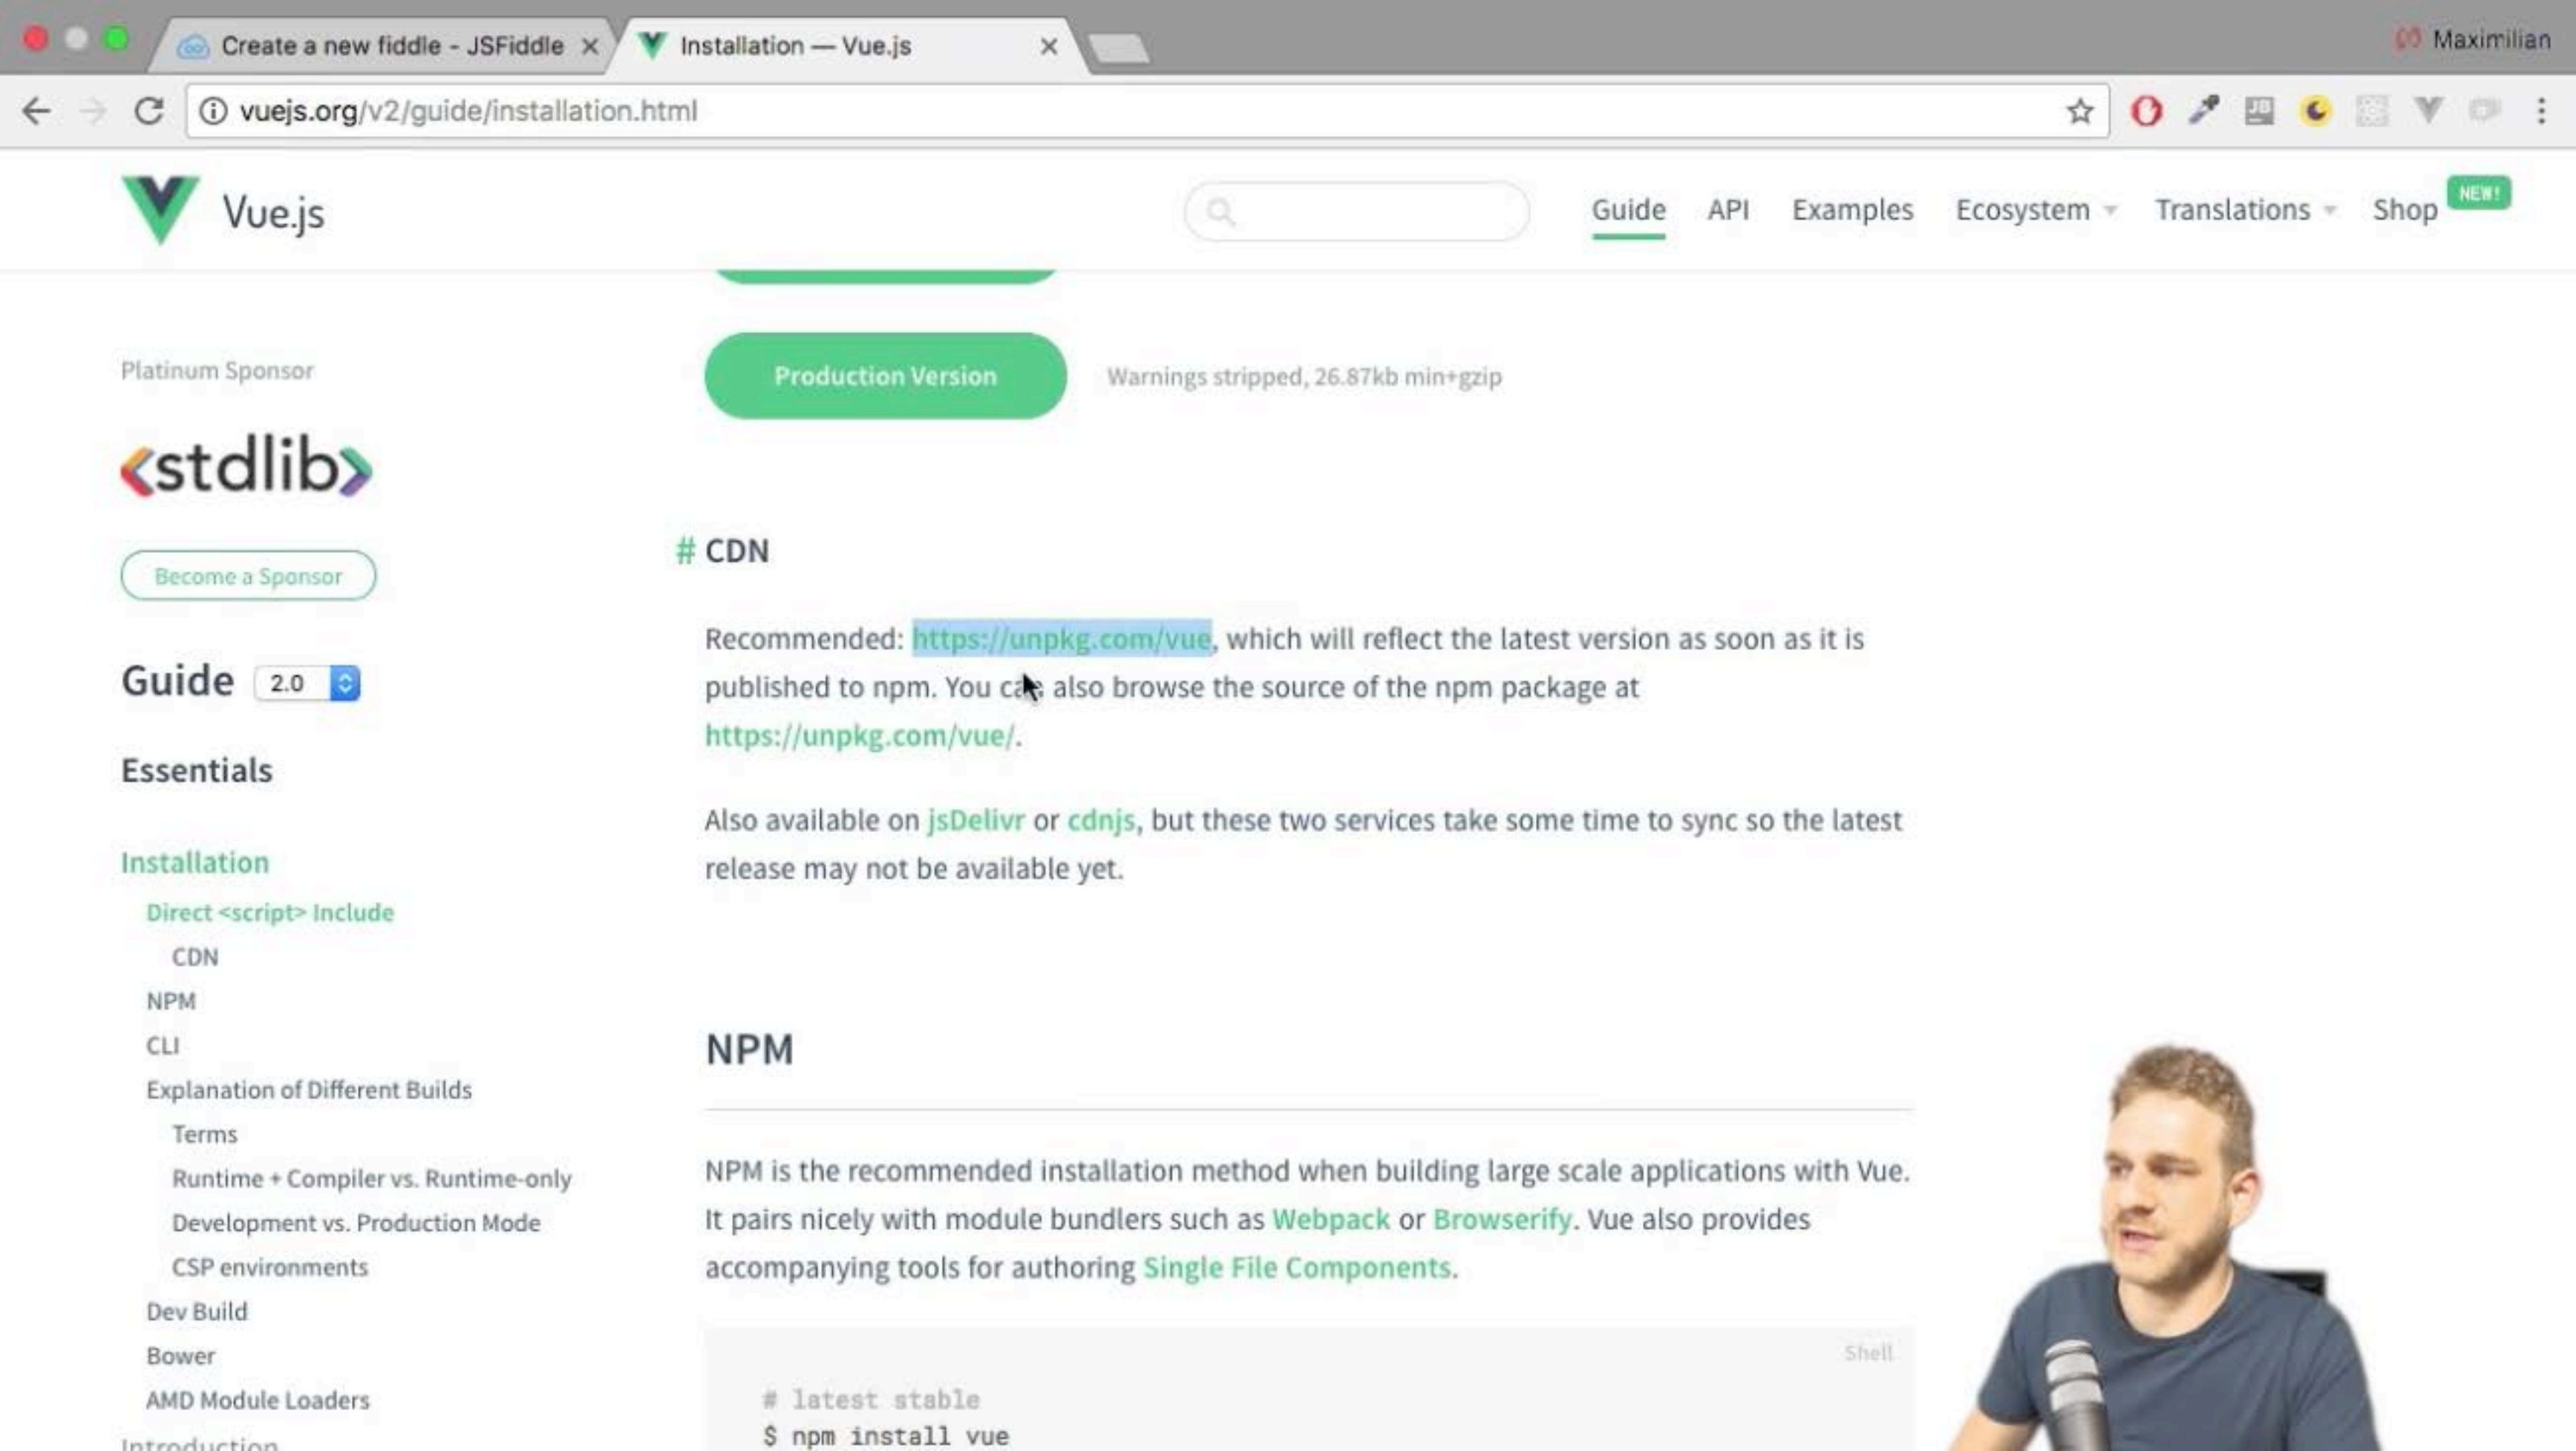 Create a new fiddle - JSFiddle
Installation — Vue.js
Maximilian
vuejs.org/v2/guide/installation.html
Vue.js
Guide
API
Examples
Ecosystem
Translations
Shop
NEW!
Platinum Sponsor
<stdlib>
Become a Sponsor
Guide 2.0
Essentials
Installation
Direct <script> Include
CDN
NPM
CLI
Explanation of Different Builds
Terms
Runtime + Compiler vs. Runtime-only
Development vs. Production Mode
CSP environments
Dev Build
Bower
AMD Module Loaders
Introduction
Production Version
Warnings stripped, 26.87kb min+gzip
# CDN
Recommended: https://unpkg.com/vue, which will reflect the latest version as soon as it is
published to npm. You can also browse the source of the npm package at
https://unpkg.com/vue/.
Also available on jsDelivr or cdnjs, but these two services take some time to sync so the latest
release may not be available yet.
NPM
NPM is the recommended installation method when building large scale applications with Vue.
It pairs nicely with module bundlers such as Webpack or Browserify. Vue also provides
accompanying tools for authoring Single File Components.
Shell
# latest stable
$ npm install vue